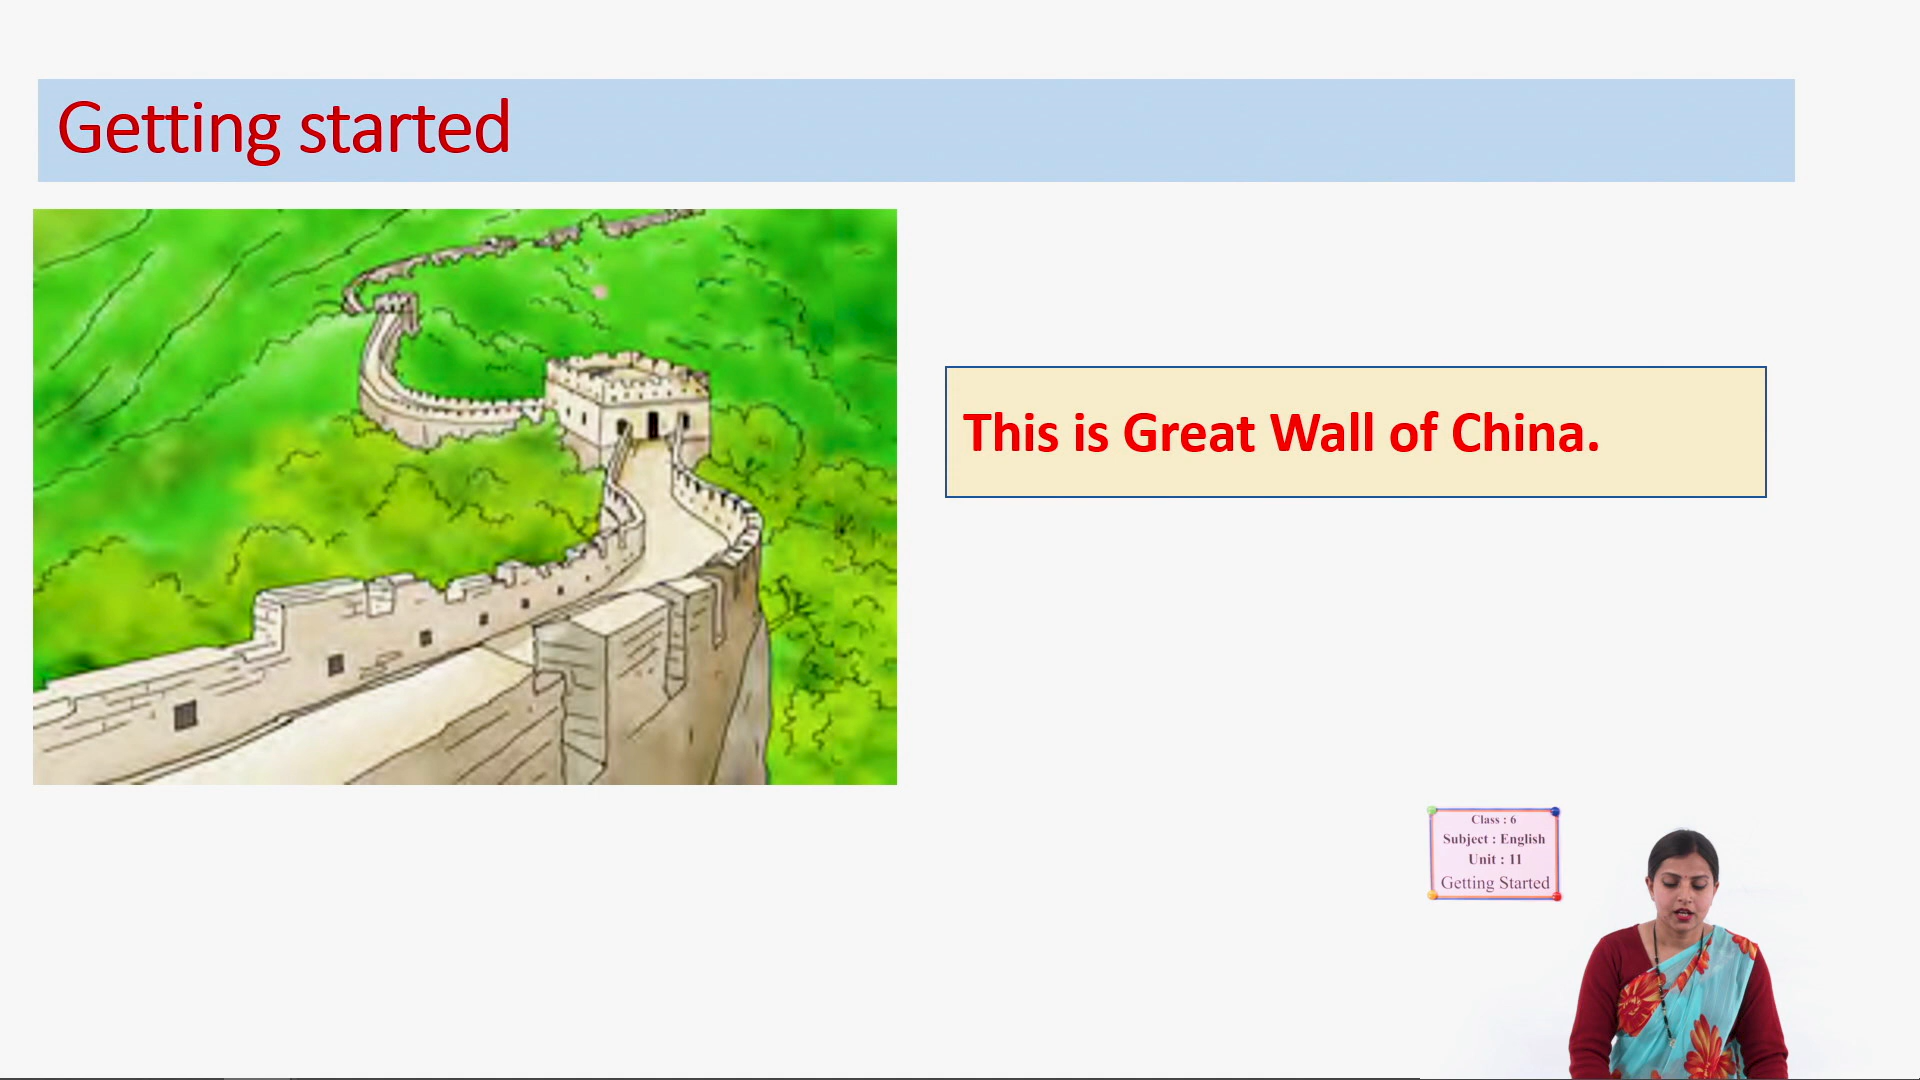 Getting started
This is Great Wall of China.
Class : 6
Subject : English
Unit : 11
Getting Started